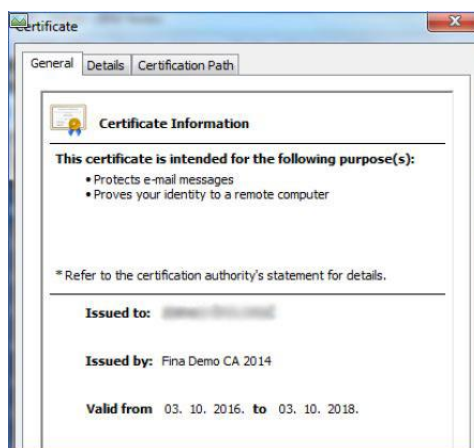 Certificate
General
Details
Certification Path
Certificate Information
This certificate is intended for the following purpose(s):
• Protects e-mail messages
• Proves your identity to a remote computer
* Refer to the certification authority's statement for details.
Issued to:
Issued by: Fina Demo CA 2014
Valid from 03. 10. 2016. to 03. 10. 2018.